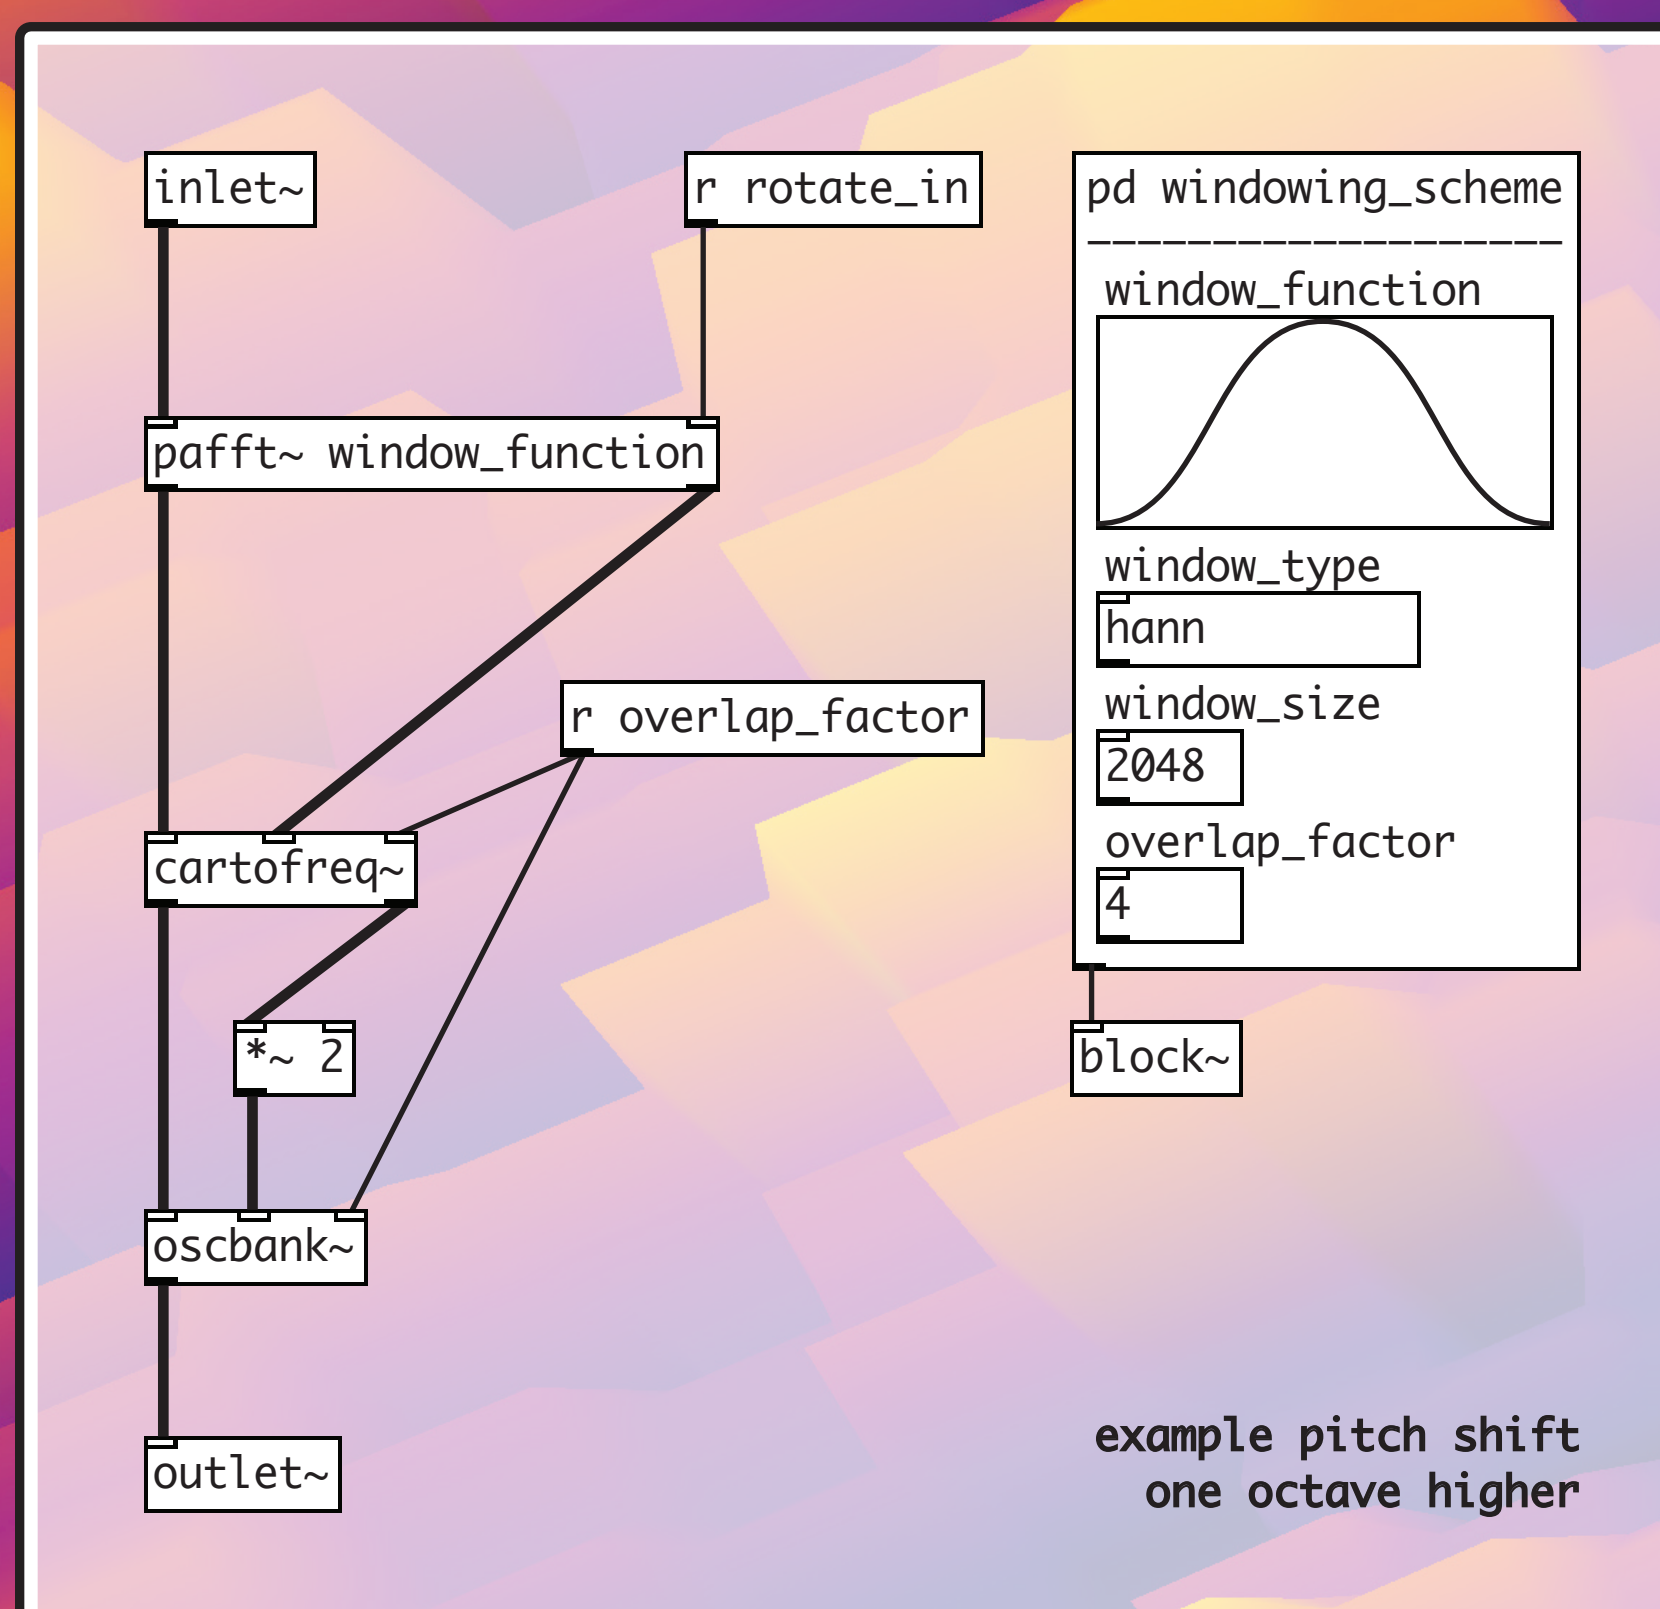 inlet~
r rotate_in
pafft~ window_function
r overlap_factor
cartofreq~
*~ 2
oscbank~
outlet~
pd windowing_scheme
-------------------
window_function
window_type
hann
window_size
2048
overlap_factor
4
block~
example pitch shift
one octave higher